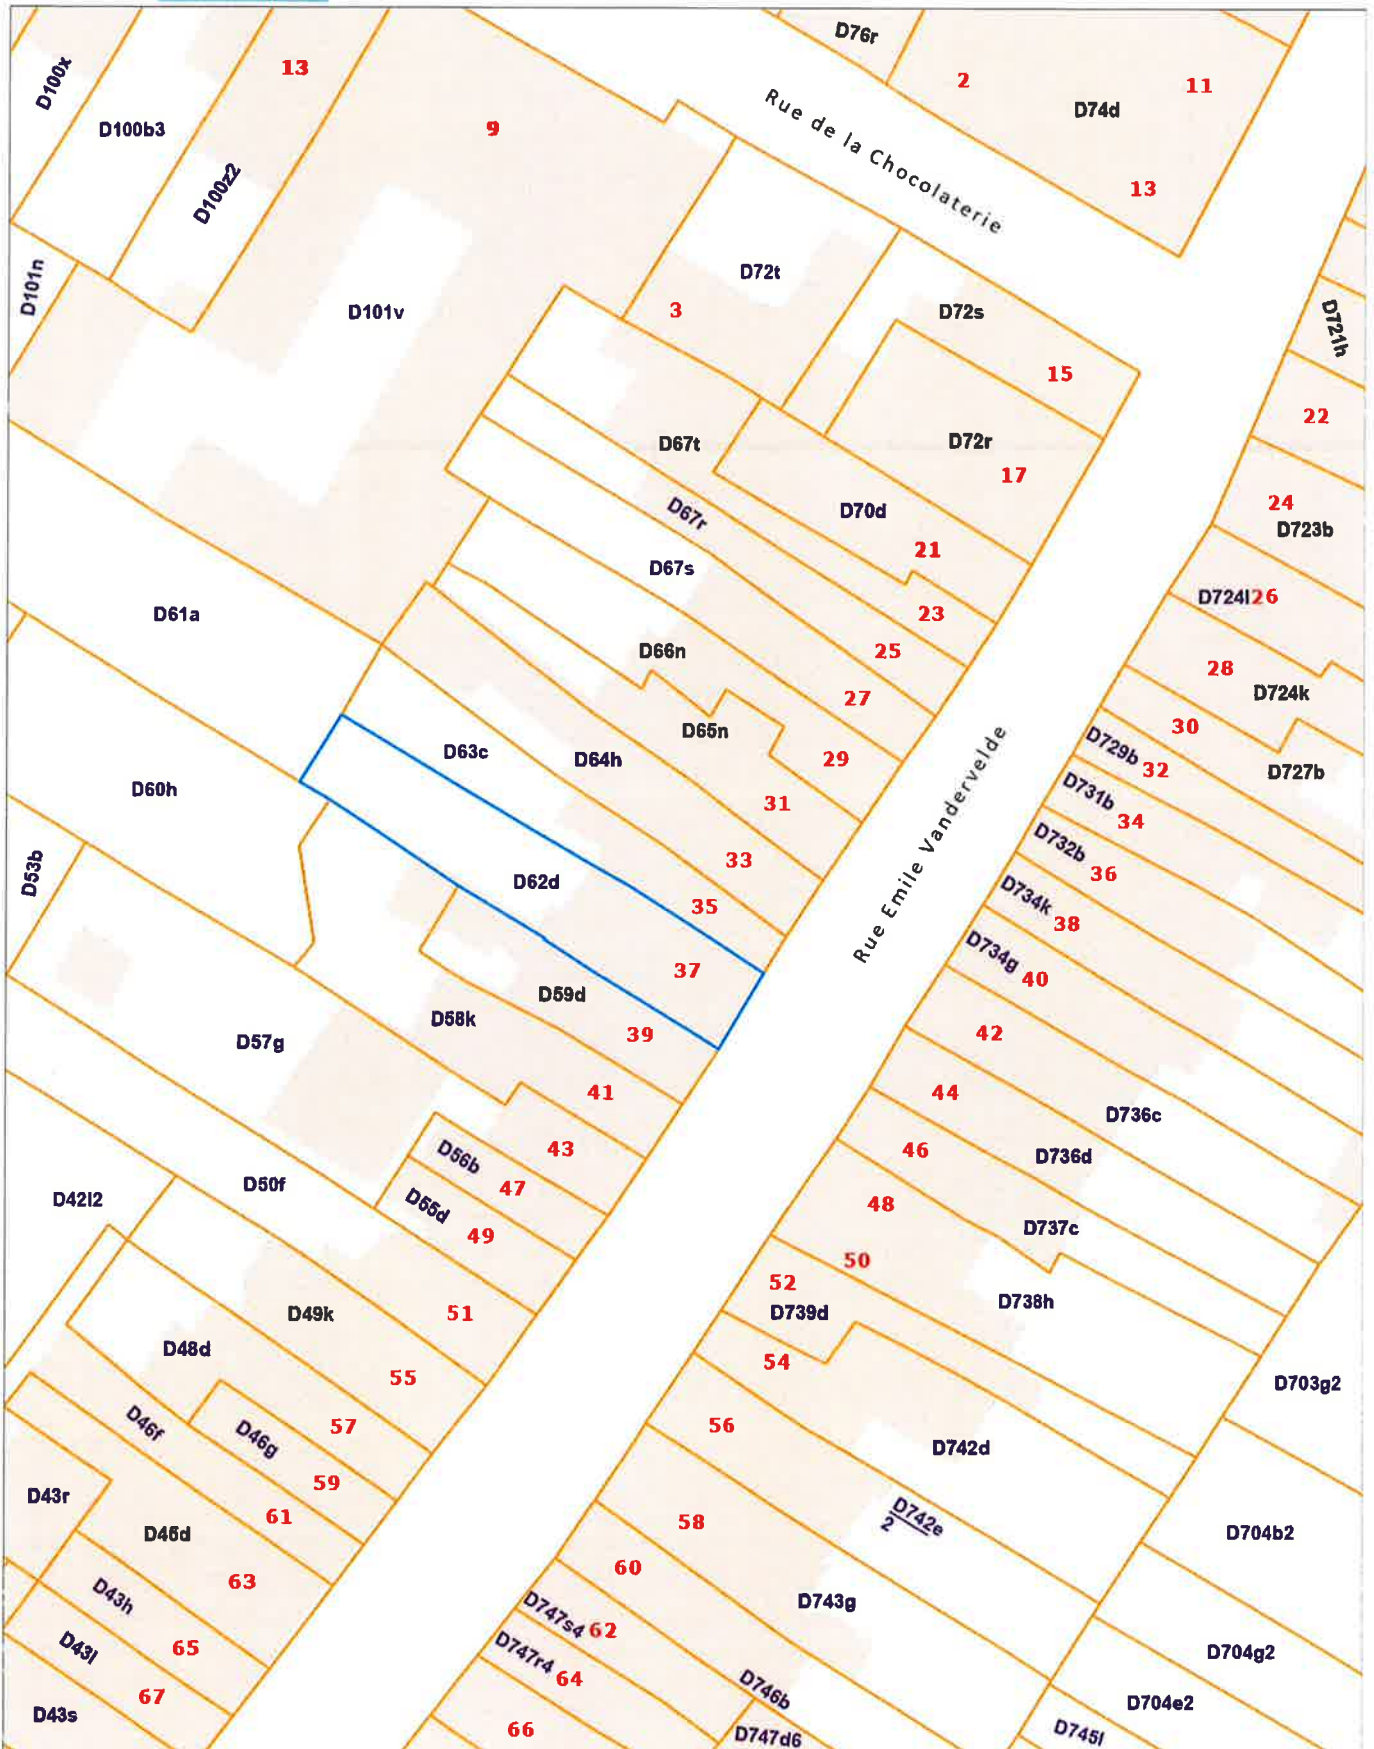 D76r
2
11
D74d
13
Rue de la Chocolaterie
D100x
D100b3
13
D100z2
9
D101n
D101v
D72t
3
D72s
15
D721h
22
D72r
17
D67t
D70d
21
D67r
23
D67s
25
D66n
27
D65n
29
24
D723b
D724l
26
28
D724k
30
D727b
D729b
32
D731b
34
D732b
36
D734k
38
D734g
40
D61a
D63c
D64h
31
33
35
Rue Emile Vandervelde
D60h
D53b
D62d
37
D59d
39
D58k
41
D57g
43
D56b
47
D55d
49
42
44
D736c
46
D736d
48
D737c
50
52
D739d
D738h
54
D42l2
D50f
51
D49k
55
D48d
57
D46f
D46g
59
61
D43r
D45d
63
D43h
65
D43l
67
D43s
56
D742d
D742e
2
58
60
D743g
D747s4
62
D747r4
64
D746b
66
D747d6
D703g2
D704b2
D704g2
D704e2
D745l